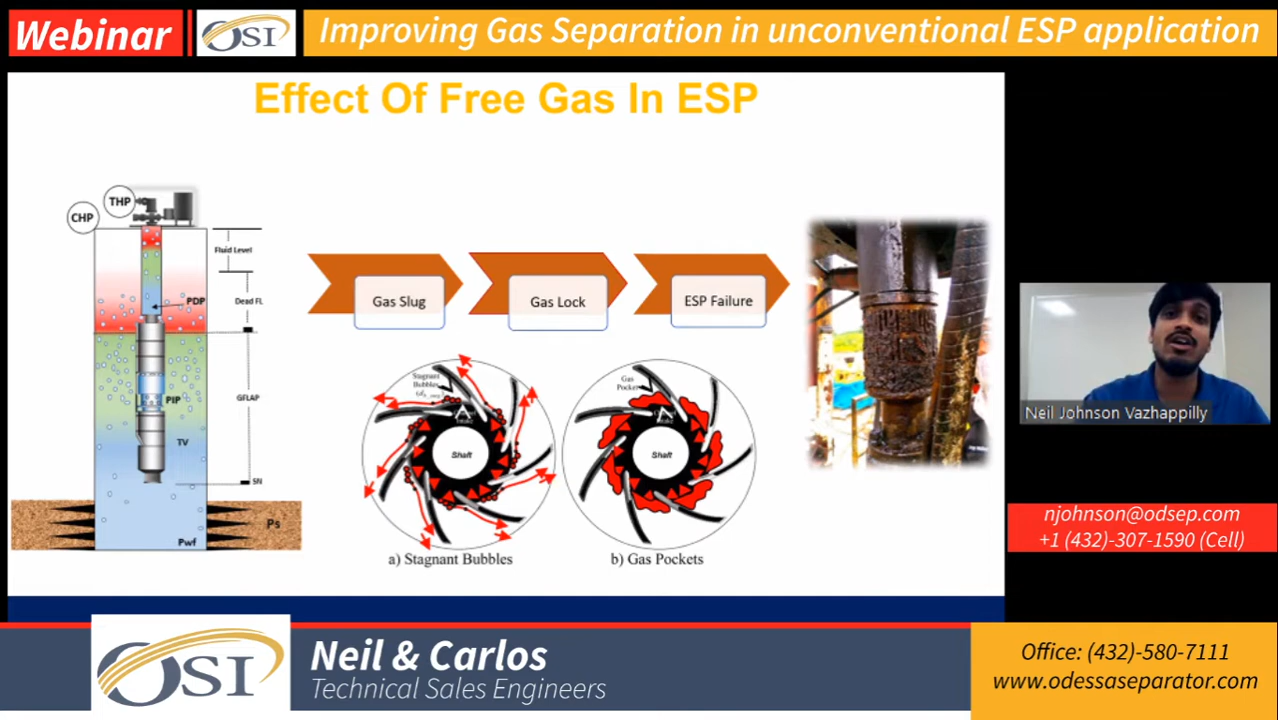 Webinar
OSI
Improving Gas Separation in unconventional ESP application
Effect Of Free Gas In ESP
THP
CHP
Fluid Level
PDP
Dead FL
PIP
GFLAP
TV
SN
Ps
Pwf
Gas Slug
Gas Lock
ESP Failure
Stagnant
Bubbles
Shaft
a) Stagnant Bubbles
Gas
Pocket
Shaft
b) Gas Pockets
Neil Johnson Vazhappilly
njohnson@odsep.com
+1 (432)-307-1590 (Cell)
OSI
Neil & Carlos
Technical Sales Engineers
Office: (432)-580-7111
www.odessaseparator.com